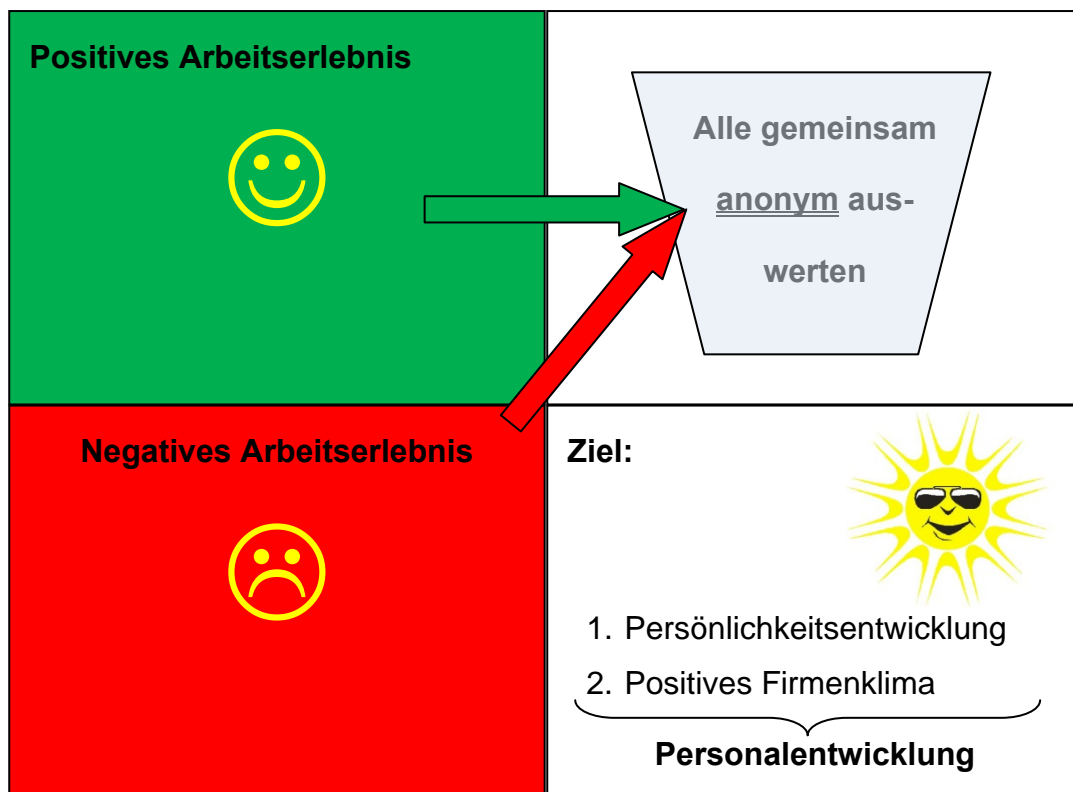 Positives Arbeitserlebnis
Alle gemeinsam
anonym aus-
werten
Negatives Arbeitserlebnis
Ziel:
1. Persönlichkeitsentwicklung
2. Positives Firmenklima
Personalentwicklung